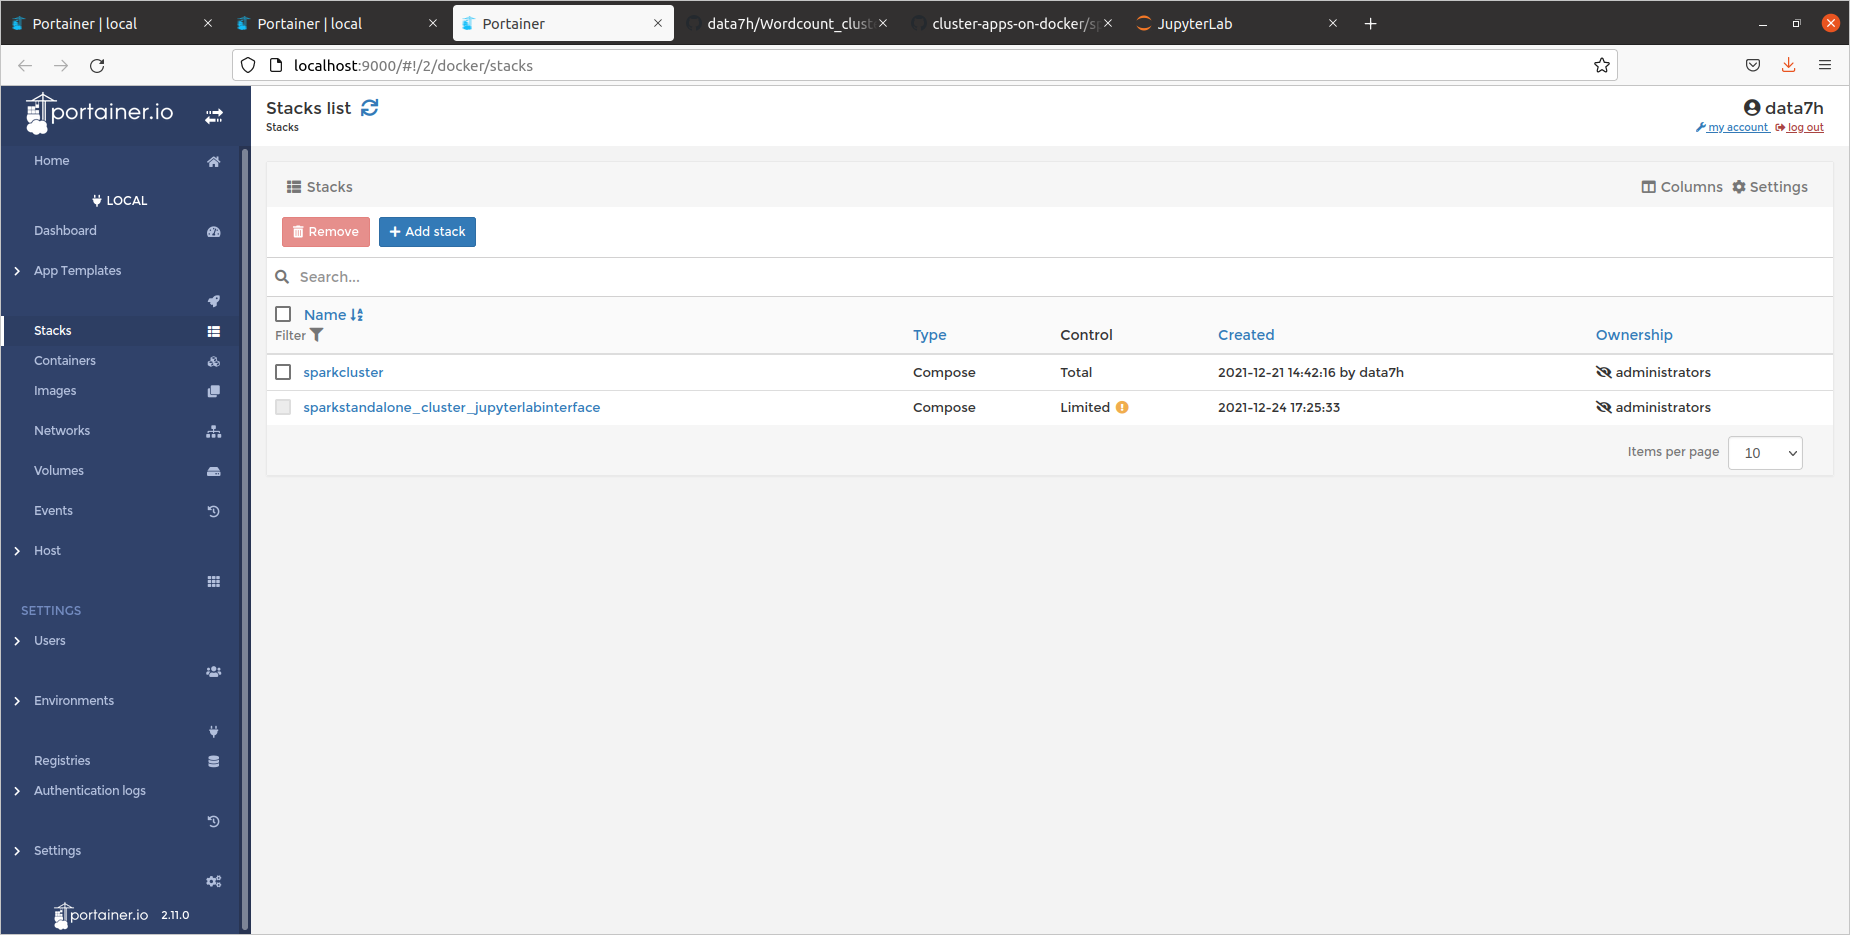 Portainer | local
Portainer | local
Portainer
data7h/Wordcount_clust
cluster-apps-on-docker/sp
JupyterLab
localhost:9000/#!/2/docker/stacks
portainer.io
Home
LOCAL
Dashboard
App Templates
Stacks
Containers
Images
Networks
Volumes
Events
Host
SETTINGS
Users
Environments
Registries
Authentication logs
Settings
portainer.io 2.11.0
Stacks list
Stacks
data7h
my account log out
Stacks
Columns Settings
Remove + Add stack
Search...
Name
Filter
Type Control Created Ownership
sparkcluster Compose Total 2021-12-21 14:42:16 by data7h administrators
sparkstandalone_cluster_jupyterlabinterface Compose Limited 2021-12-24 17:25:33 administrators
Items per page 10